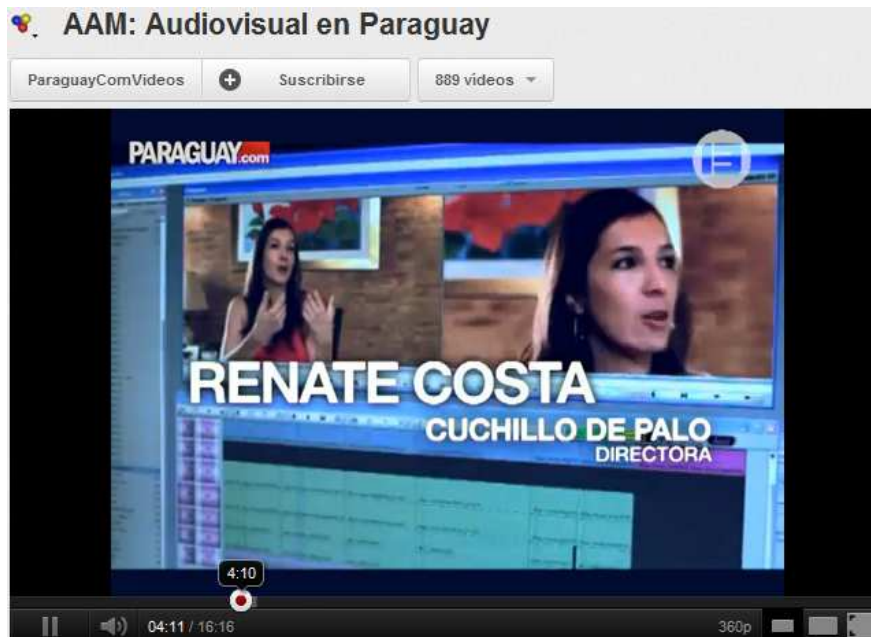 AAM: Audiovisual en Paraguay
ParaguayComVideos
Suscribirse
889 vídeos
PARAGUAY.com
E
RENATE COSTA
CUCHILLO DE PALO
DIRECTORA
4:10
04:11 / 16:16
360p